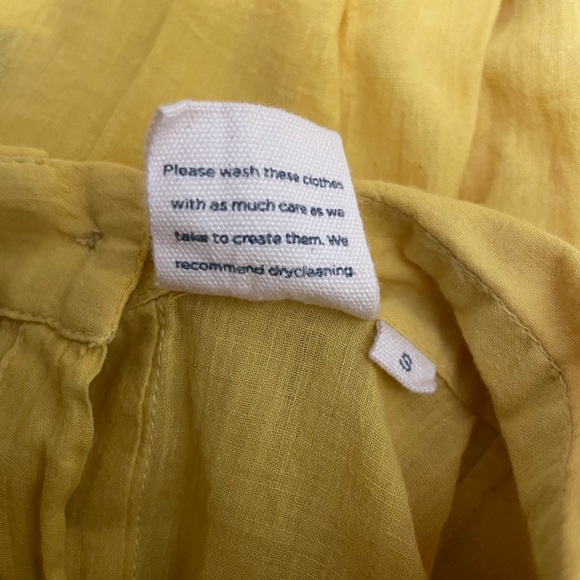 Please wash these clothes
with as much care as we
take to create them. We
recommend drycleaning.
S